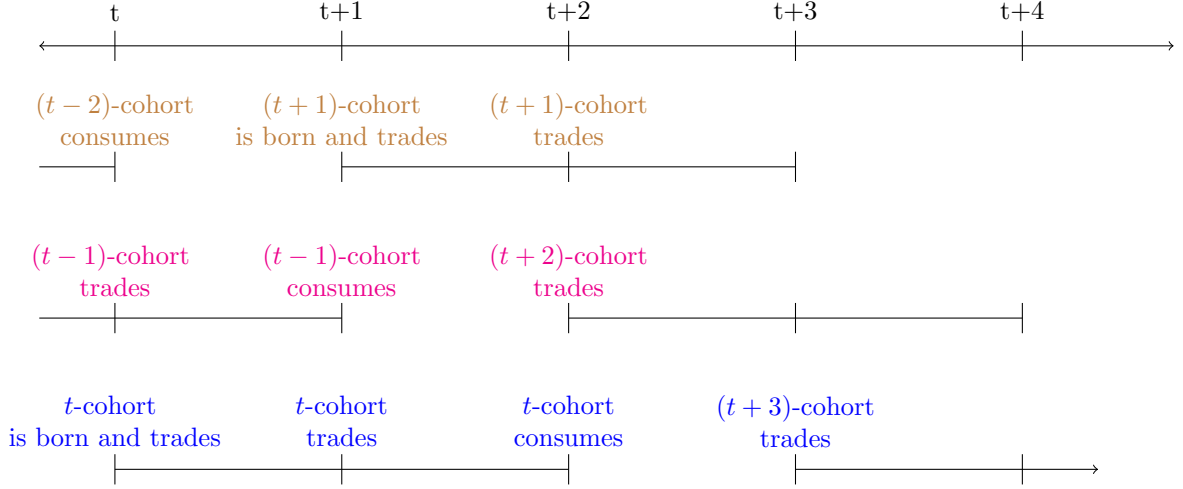 t t+1 t+2 t+3 t+4
(t − 2)-cohort (t + 1)-cohort (t + 1)-cohort
consumes is born and trades trades
(t − 1)-cohort (t − 1)-cohort (t + 2)-cohort
trades consumes trades
t-cohort t-cohort t-cohort (t + 3)-cohort
is born and trades trades consumes trades